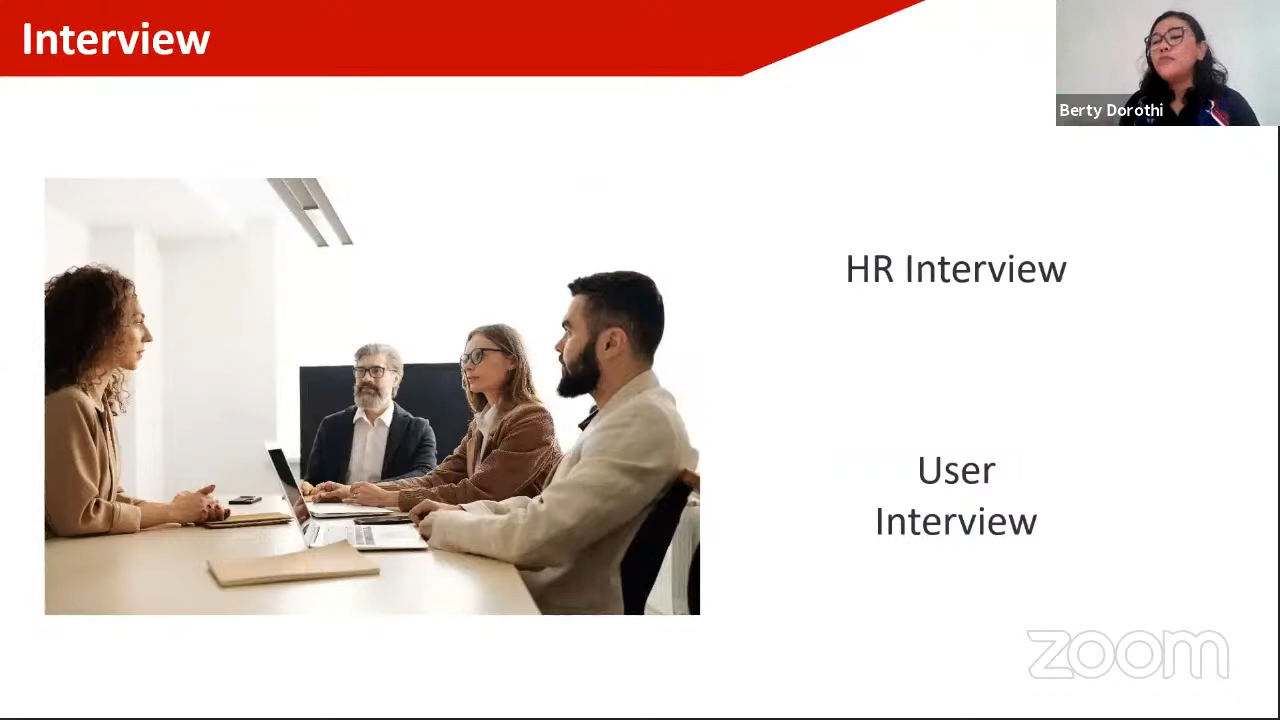 Interview
Berty Dorothi
HR Interview
User
Interview
zoom